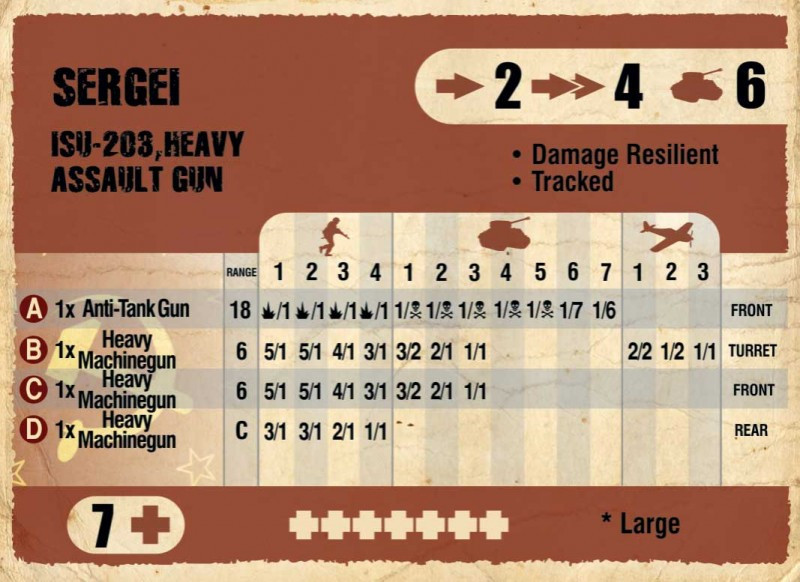 SERGEI
2 4 6
ISU-203, HEAVY
ASSAULT GUN
• Damage Resilient
• Tracked
RANGE 1 2 3 4 1 2 3 4 5 6 7 1 2 3
A 1x Anti-Tank Gun 18 /1 /1 /1 /1 1/☠ 1/☠ 1/☠ 1/☠ 1/☠ 1/7 1/6 FRONT
B 1x Heavy Machinegun 6 5/1 5/1 4/1 3/1 3/2 2/1 1/1 2/2 1/2 1/1 TURRET
C 1x Heavy Machinegun 6 5/1 5/1 4/1 3/1 3/2 2/1 1/1 FRONT
D 1x Heavy Machinegun C 3/1 3/1 2/1 1/1 REAR
7
* Large